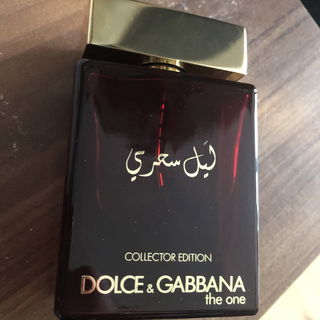 ليل سحري
COLLECTOR EDITION
DOLCE & GABBANA
the one